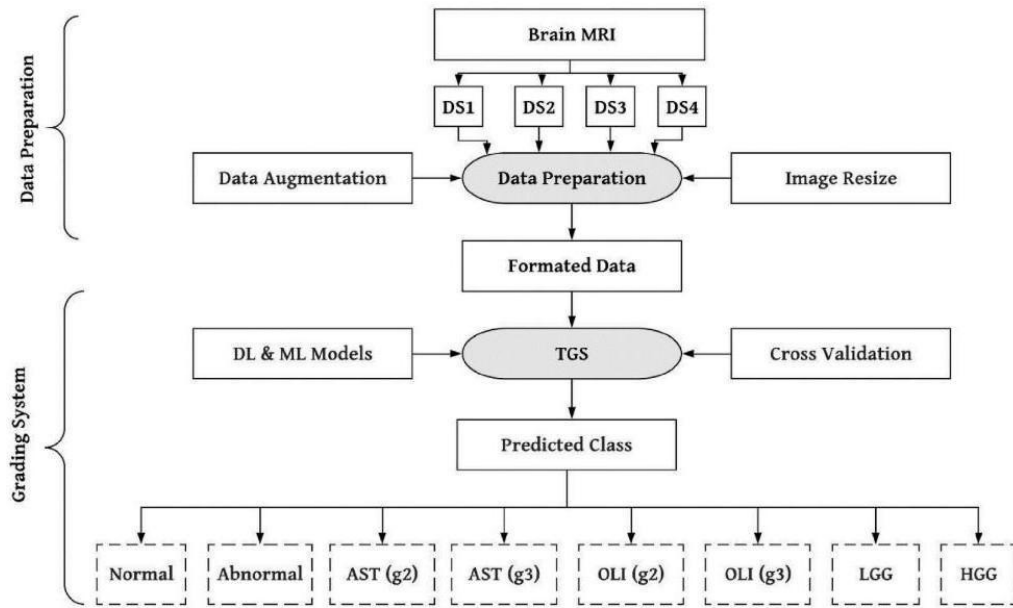 Brain MRI
DS1
DS2
DS3
DS4
Data Preparation
Data Augmentation
Data Preparation
Image Resize
Formated Data
Grading System
DL & ML Models
TGS
Cross Validation
Predicted Class
Normal
Abnormal
AST (g2)
AST (g3)
OLI (g2)
OLI (g3)
LGG
HGG